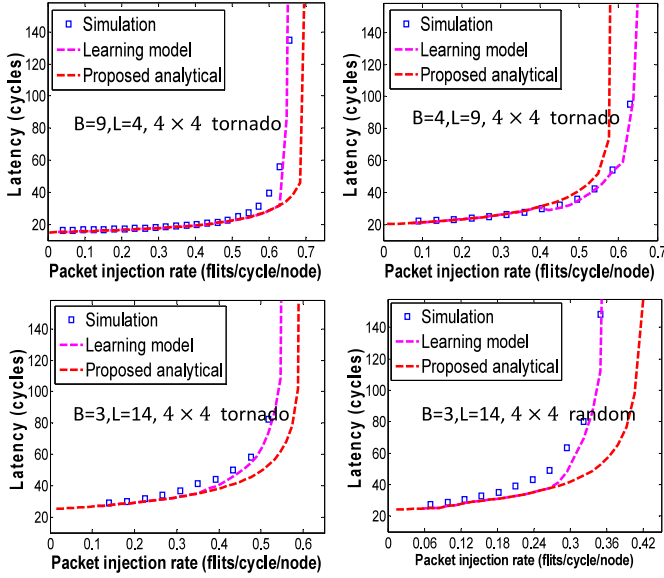 Latency (cycles)
140
120
100
80
60
40
20
Simulation
Learning model
Proposed analytical
B=9,L=4, 4 × 4 tornado
0 0.1 0.2 0.3 0.4 0.5 0.6 0.7
Packet injection rate (flits/cycle/node)
Latency (cycles)
140
120
100
80
60
40
20
Simulation
Learning model
Proposed analytical
B=4,L=9, 4 × 4 tornado
0 0.1 0.2 0.3 0.4 0.5 0.6 0.7
Packet injection rate (flits/cycle/node)
Latency (cycles)
140
120
100
80
60
40
20
Simulation
Learning model
Proposed analytical
B=3,L=14, 4 × 4 tornado
0 0.1 0.2 0.3 0.4 0.5 0.6
Packet injection rate (flits/cycle/node)
Latency (cycles)
140
120
100
80
60
40
20
Simulation
Learning model
Proposed analytical
B=3,L=14, 4 × 4 random
0 0.06 0.12 0.18 0.24 0.3 0.36 0.42
Packet injection rate (flits/cycle/node)